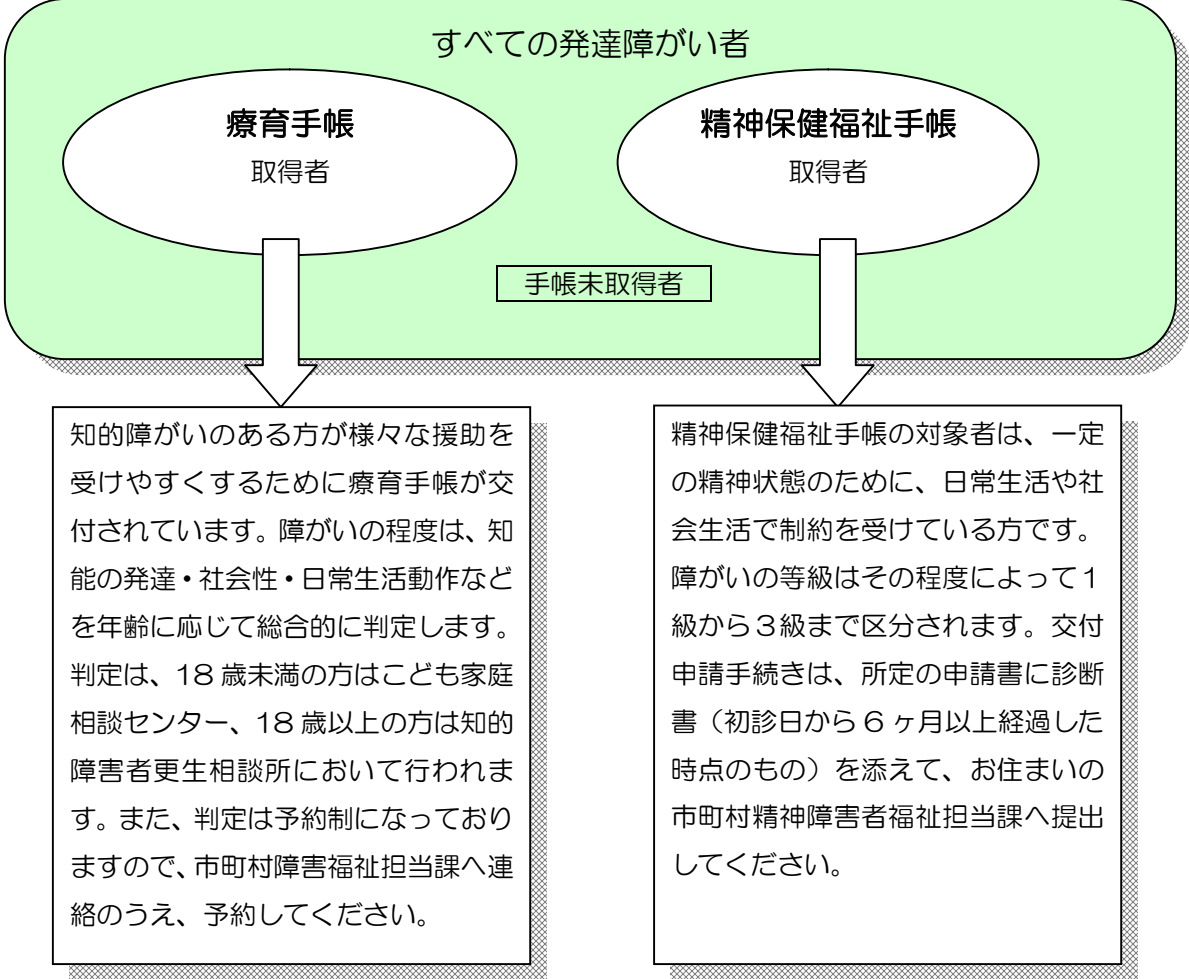 すべての発達障がい者
療育手帳
取得者
精神保健福祉手帳
取得者
手帳未取得者
知的障がいのある方が様々な援助を
受けやすくするために療育手帳が交
付されています。障がいの程度は、知
能の発達・社会性・日常生活動作など
を年齢に応じて総合的に判定します。
判定は、18 歳未満の方はこども家庭
相談センター、18 歳以上の方は知的
障害者更生相談所において行われま
す。また、判定は予約制になっており
ますので、市町村障害福祉担当課へ連
絡のうえ、予約してください。
精神保健福祉手帳の対象者は、一定
の精神状態のために、日常生活や社
会生活で制約を受けている方です。
障がいの等級はその程度によって1
級から3級まで区分されます。交付
申請手続きは、所定の申請書に診断
書（初診日から 6 ヶ月以上経過した
時点のもの）を添えて、お住まいの
市町村精神障害者福祉担当課へ提出
してください。